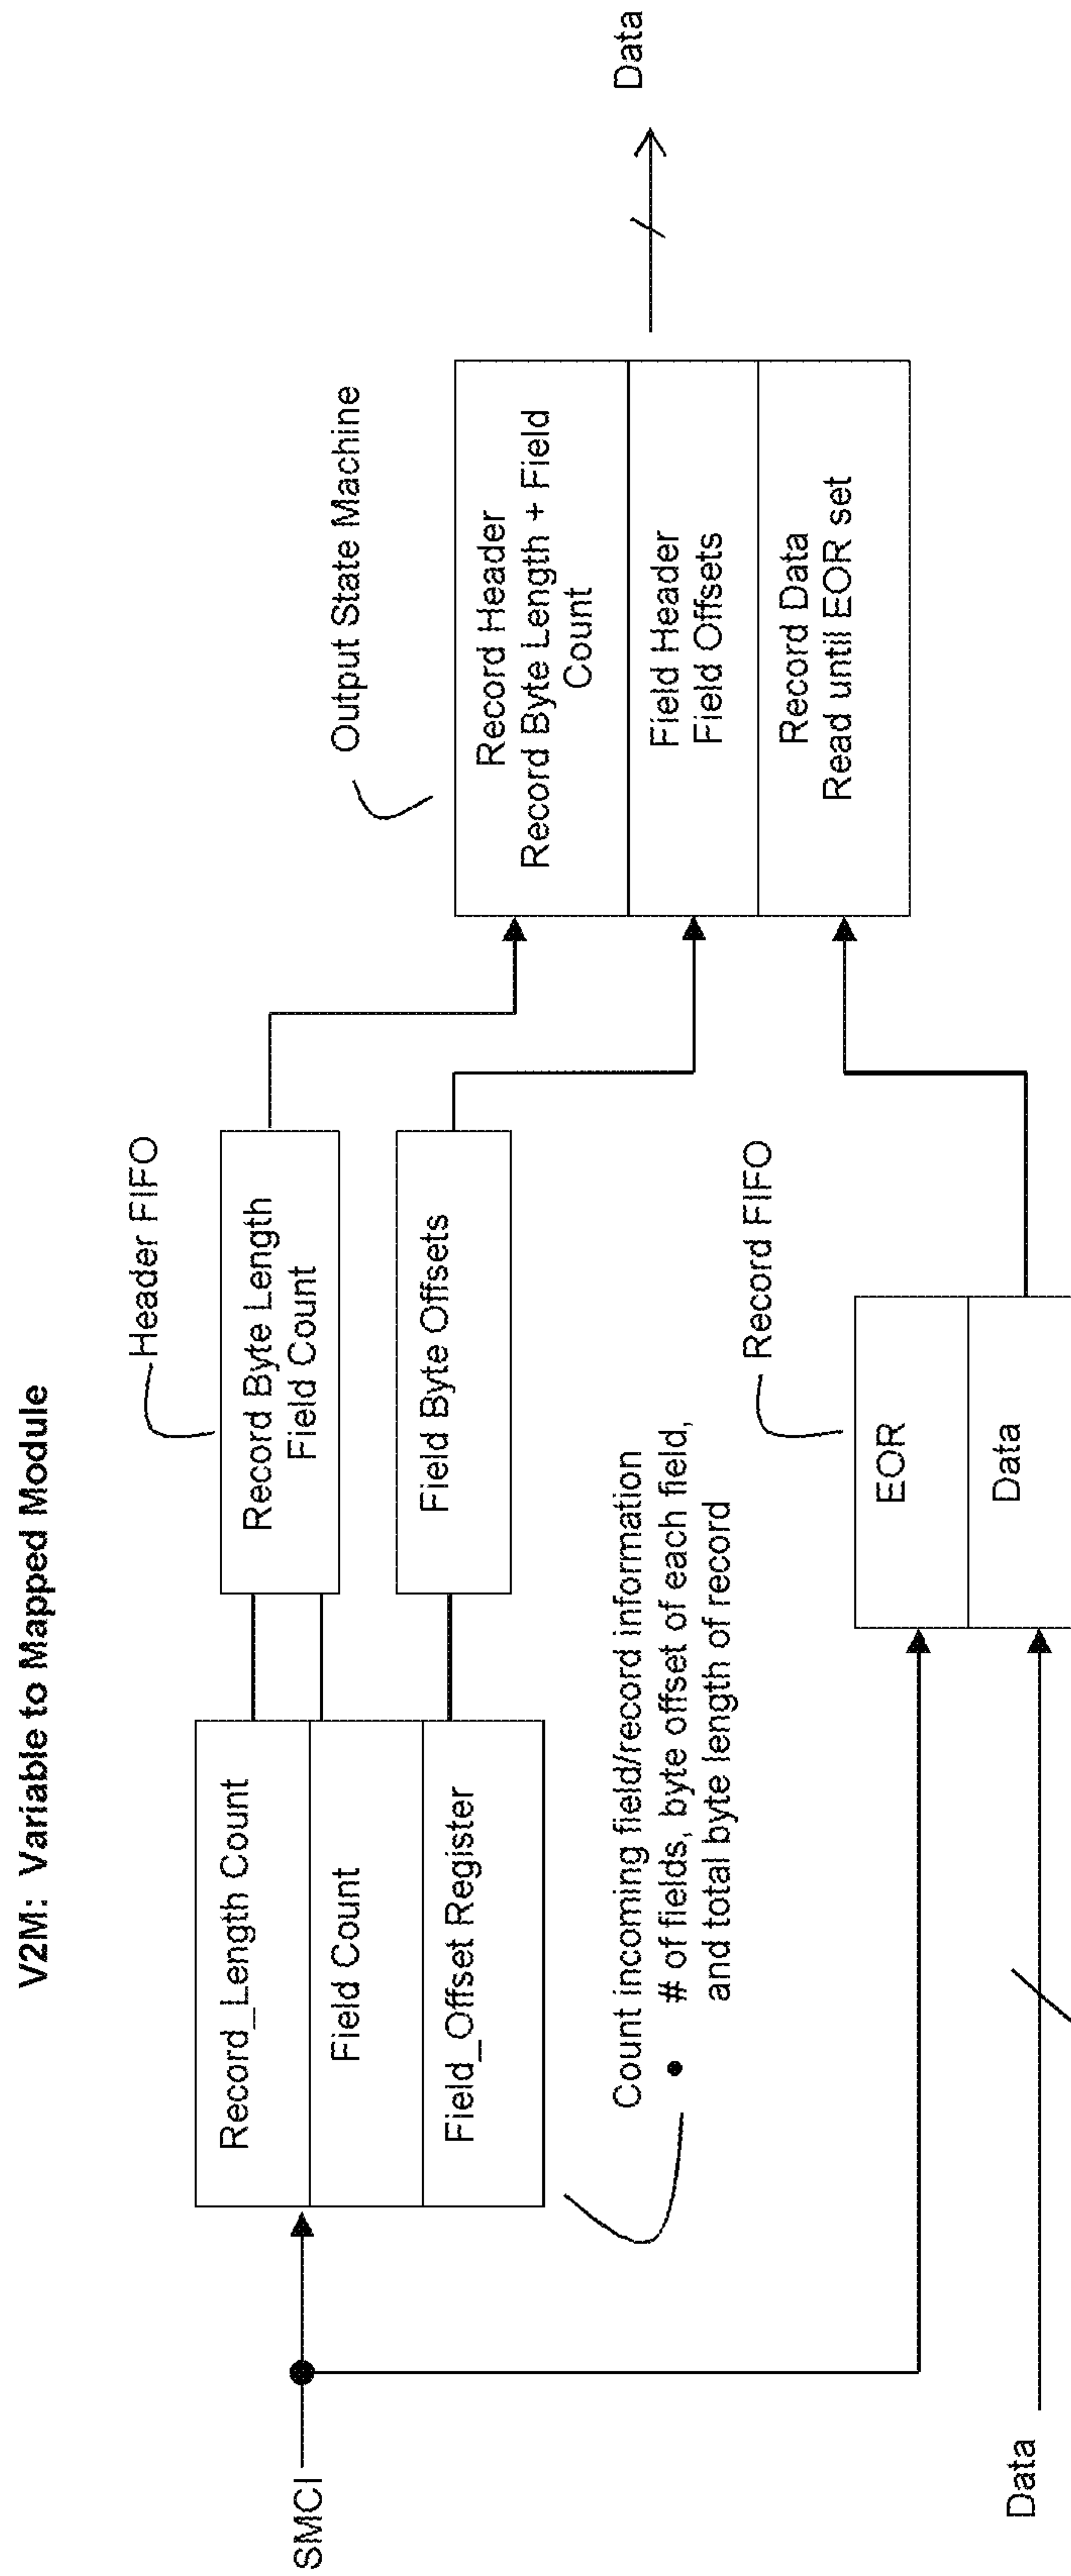 V2M: Variable to Mapped Module
SMCI
Record_Length Count
Field Count
Field_Offset Register
Header FIFO
Record Byte Length
Field Count
Field Byte Offsets
Count incoming field/record information
• # of fields, byte offset of each field,
and total byte length of record
Data
Record FIFO
EOR
Data
Output State Machine
Record Header
Record Byte Length + Field
Count
Field Header
Field Offsets
Record Data
Read until EOR set
Data